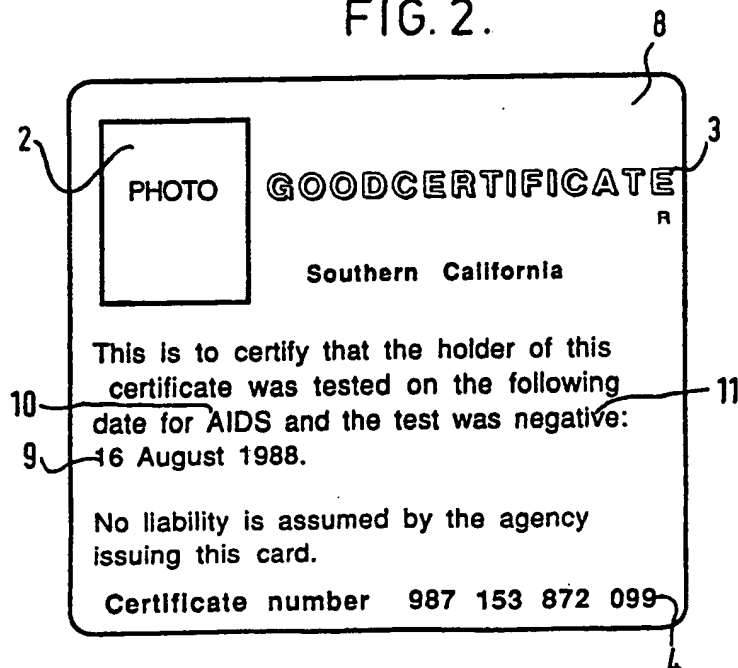 FIG. 2.
8
2
3
PHOTO
GOODCERTIFICATE
R
Southern California
This is to certify that the holder of this
certificate was tested on the following
10
11
date for AIDS and the test was negative:
9
16 August 1988.
No liability is assumed by the agency
issuing this card.
Certificate number 987 153 872 099
4